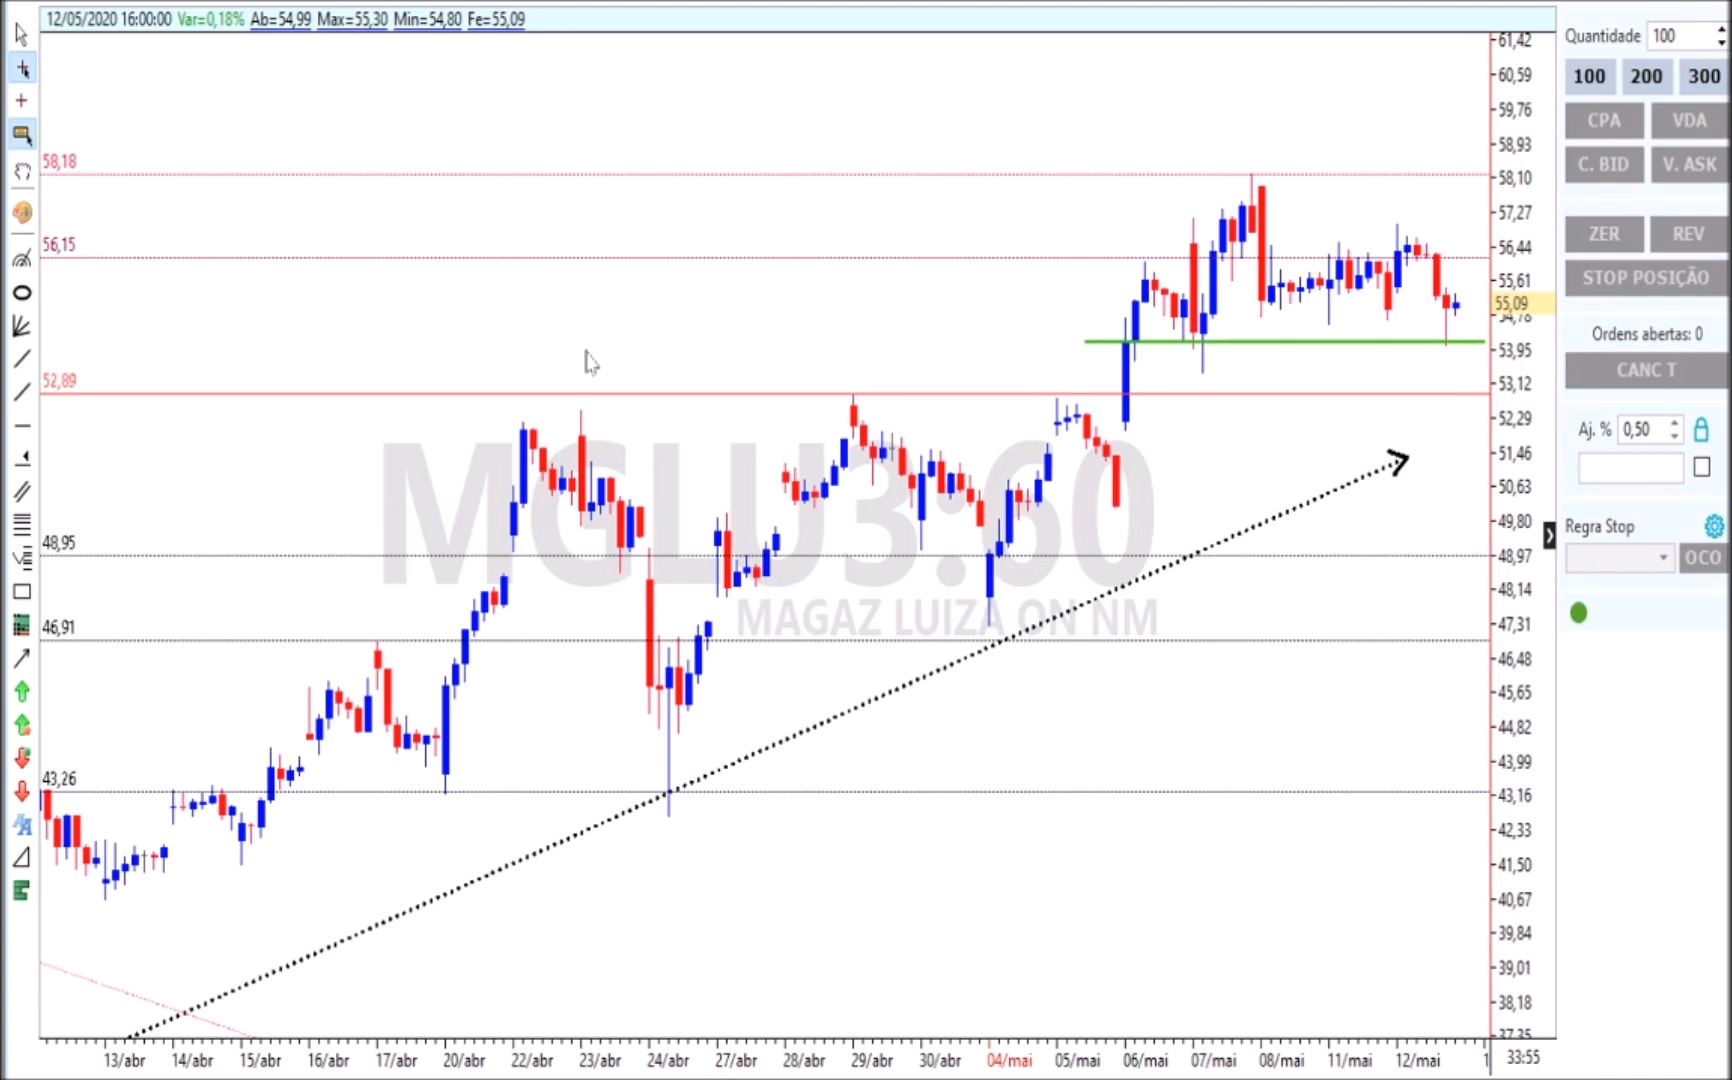 12/05/2020 16:00:00 Var=0,18% Ab=54,99 Max=55,30 Min=54,80 Fe=55,09
58,18
56,15
52,89
48,95
46,91
43,26
MGLU3:60
MAGAZ LUIZA ON NM
61,42
60,59
59,76
58,93
58,10
57,27
56,44
55,61
55,09
54,78
53,95
53,12
52,29
51,46
50,63
49,80
48,97
48,14
47,31
46,48
45,65
44,82
43,99
43,16
42,33
41,50
40,67
39,84
39,01
38,18
37,35
13/abr 14/abr 15/abr 16/abr 17/abr 20/abr 22/abr 23/abr 24/abr 27/abr 28/abr 29/abr 30/abr 04/mai 05/mai 06/mai 07/mai 08/mai 11/mai 12/mai 1 33:55
Quantidade 100
100 200 300
CPA VDA
C. BID V. ASK
ZER REV
STOP POSIÇÃO
Ordens abertas: 0
CANC T
Aj. % 0,50
Regra Stop
OCO